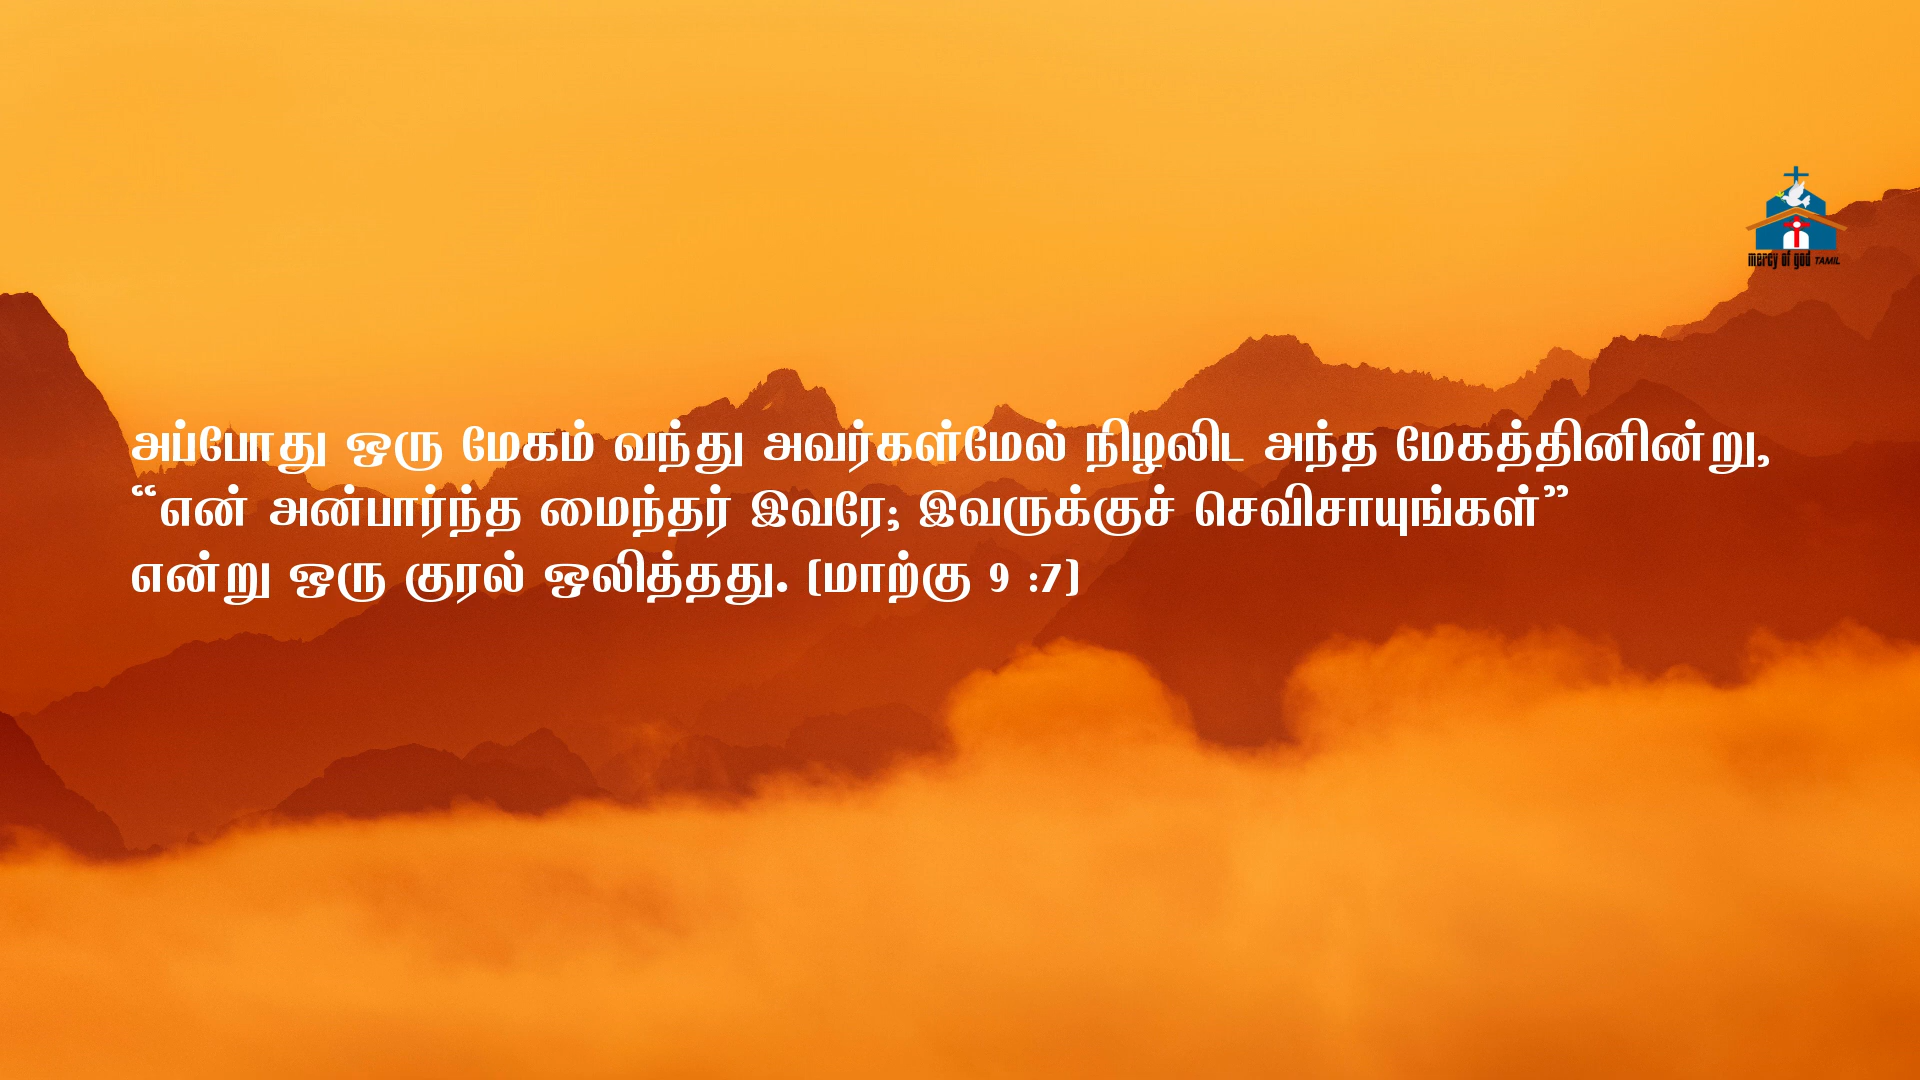 mercy of god TAMIL
அப்போது ஒரு மேகம் வந்து அவர்கள்மேல் நிழலிட அந்த மேகத்தினின்று,
“என் அன்பார்ந்த மைந்தர் இவரே; இவருக்குச் செவிசாயுங்கள்”
என்று ஒரு குரல் ஒலித்தது. (மாற்கு 9 :7)